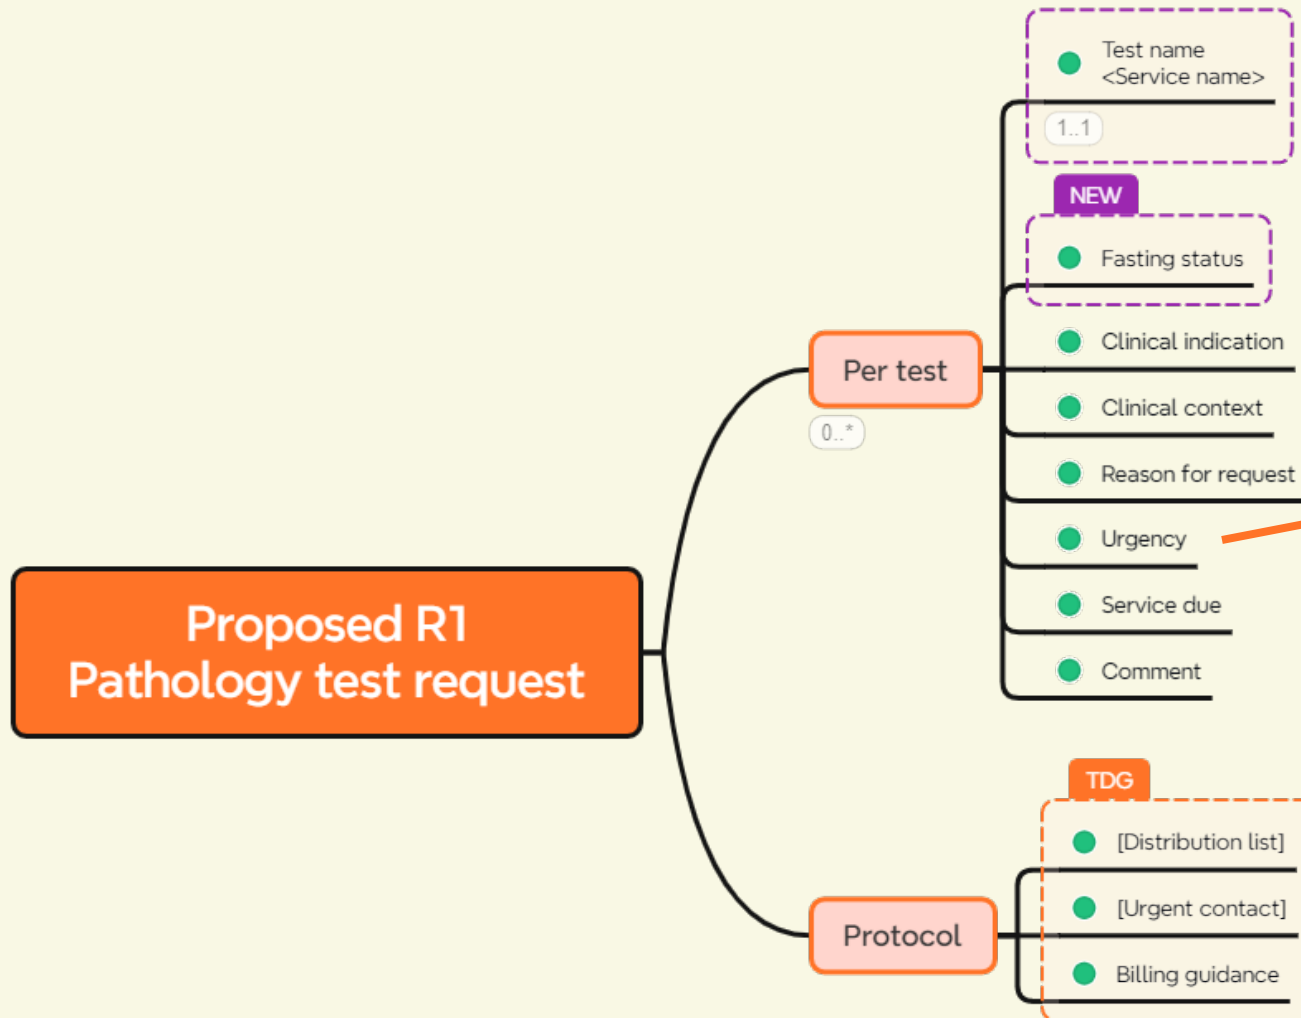 Test name
<Service name>
1..1
NEW
Fasting status
Clinical indication
Per test
0..*
Clinical context
Reason for request
Urgency
Service due
Comment
Proposed R1
Pathology test request
TDG
[Distribution list]
[Urgent contact]
Billing guidance
Protocol